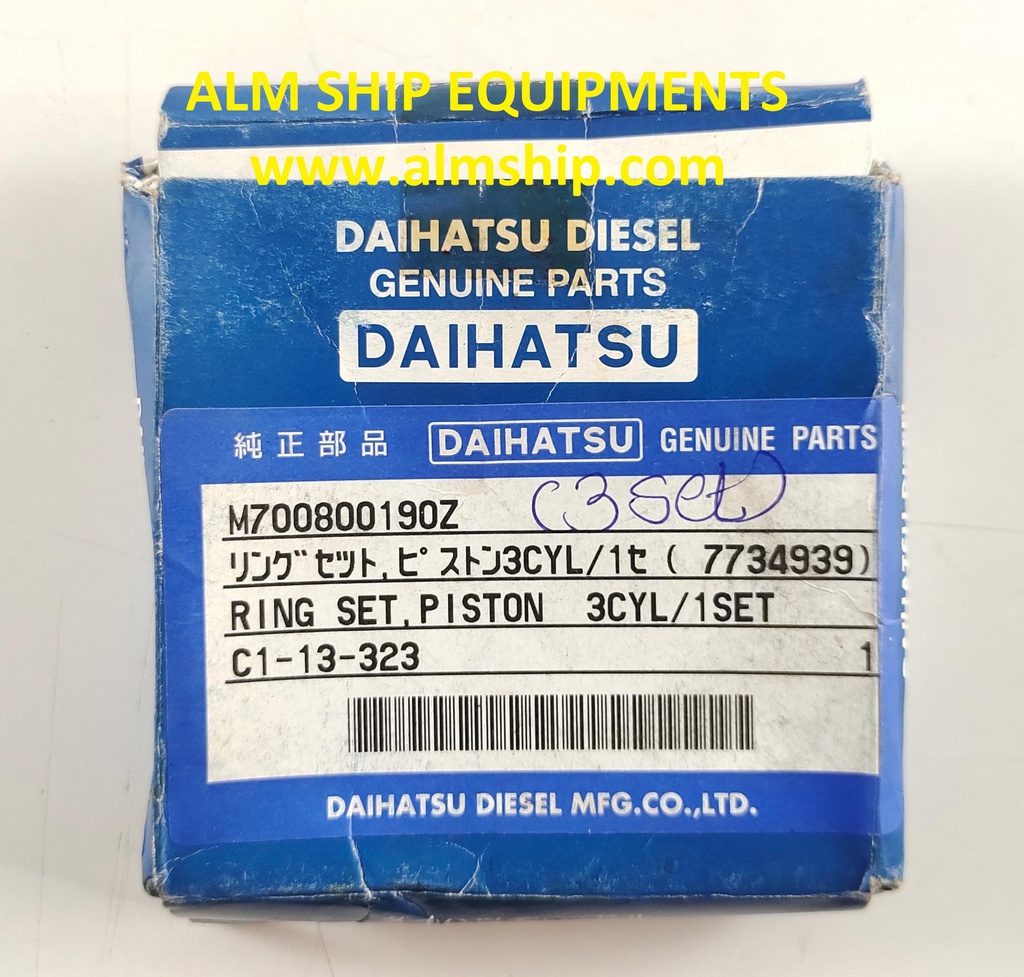 ALM SHIP EQUIPMENTS
www.almship.com
DAIHATSU DIESEL
GENUINE PARTS
DAIHATSU
純正部品 DAIHATSU GENUINE PARTS
M700800190Z (3 set)
リングセット,ピストン3CYL/1セ ( 7734939)
RING SET,PISTON 3CYL/1SET
C1-13-323 1
DAIHATSU DIESEL MFG.CO.,LTD.